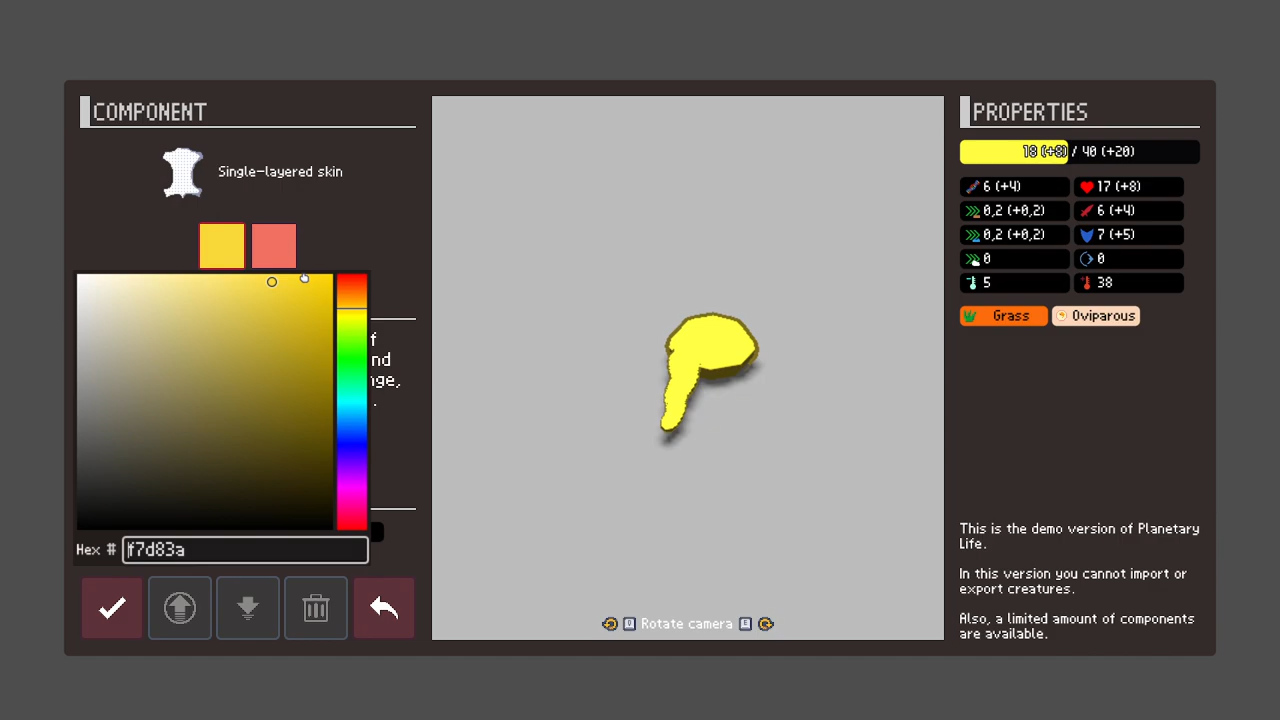 COMPONENT
Single-layered skin
f
nd
nge,
.
Hex # f7d83a
Q Rotate camera E
PROPERTIES
18 (+8) / 40 (+20)
6 (+4) 17 (+8)
0,2 (+0,2) 6 (+4)
0,2 (+0,2) 7 (+5)
0 0
5 38
Grass Oviparous
This is the demo version of Planetary
Life.
In this version you cannot import or
export creatures.
Also, a limited amount of components
are available.